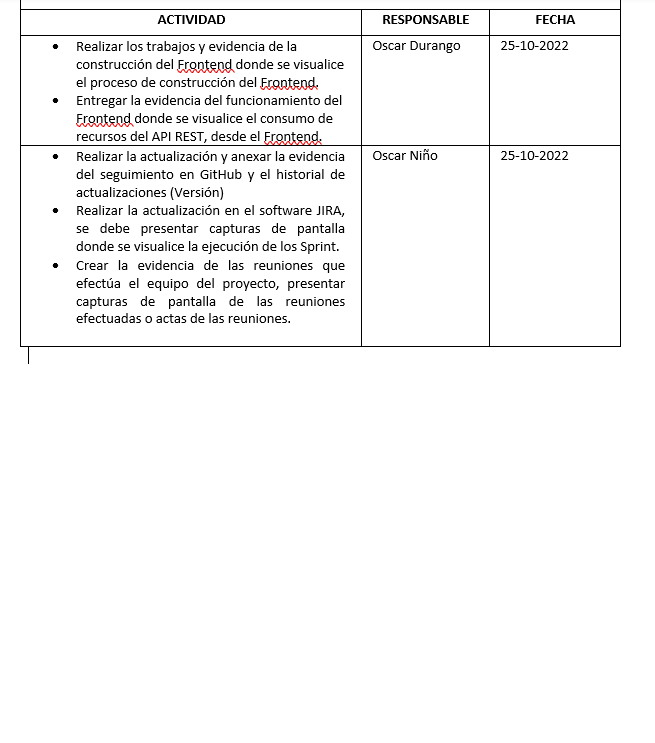 ACTIVIDAD RESPONSABLE FECHA
• Realizar los trabajos y evidencia de la Oscar Durango 25-10-2022
construcción del Frontend donde se visualice
el proceso de construcción del Frontend.
• Entregar la evidencia del funcionamiento del
Frontend donde se visualice el consumo de
recursos del API REST, desde el Frontend.
• Realizar la actualización y anexar la evidencia Oscar Niño 25-10-2022
del seguimiento en GitHub y el historial de
actualizaciones (Versión)
• Realizar la actualización en el software JIRA,
se debe presentar capturas de pantalla
donde se visualice la ejecución de los Sprint.
• Crear la evidencia de las reuniones que
efectúa el equipo del proyecto, presentar
capturas de pantalla de las reuniones
efectuadas o actas de las reuniones.